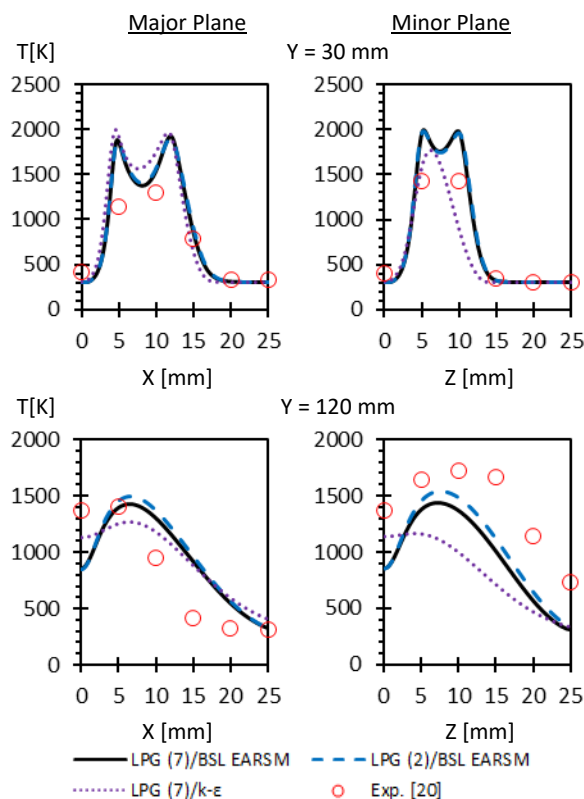 Major Plane Minor Plane
T[K] Y = 30 mm
2500 2500
2000 2000
1500 1500
1000 1000
500 500
0 0
0 5 10 15 20 25 0 5 10 15 20 25
X [mm] Z [mm]
T[K] Y = 120 mm
2000 2000
1500 1500
1000 1000
500 500
0 0
0 5 10 15 20 25 0 5 10 15 20 25
X [mm] Z [mm]
LPG (7)/BSL EARSM LPG (2)/BSL EARSM
LPG (7)/k-ε Exp. [20]